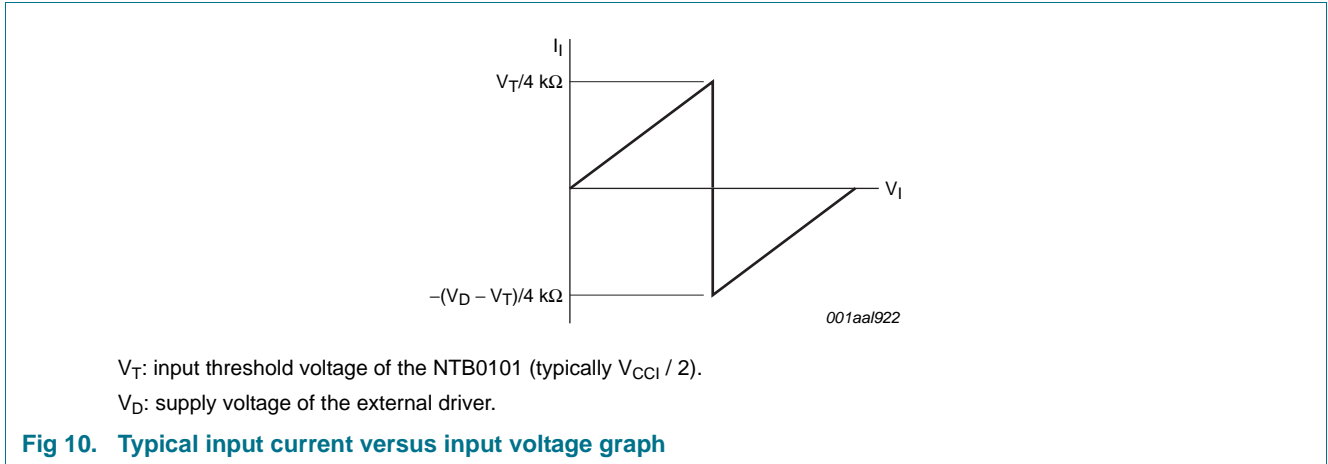 I_I
V_T/4 kΩ
V_I
−(V_D − V_T)/4 kΩ
001aal922
V_T: input threshold voltage of the NTB0101 (typically V_CCI / 2).
V_D: supply voltage of the external driver.
Fig 10. Typical input current versus input voltage graph